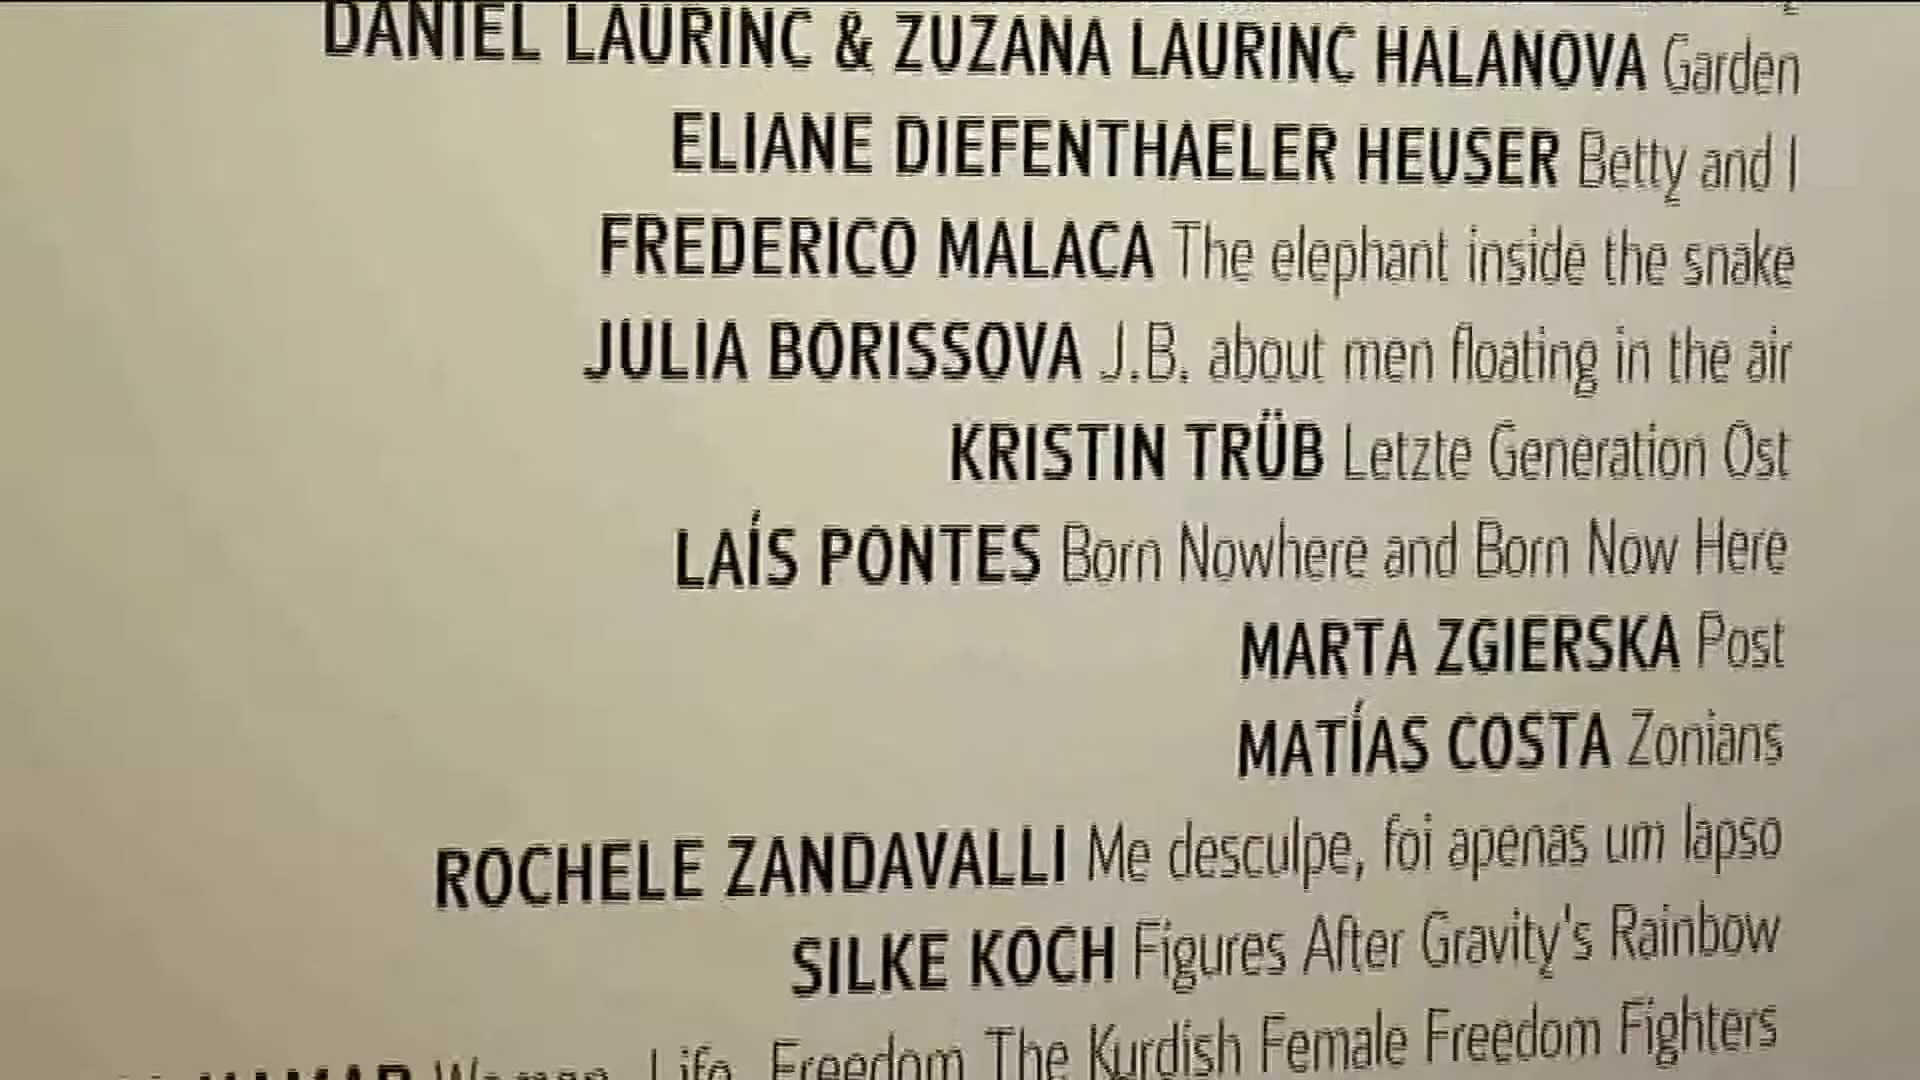 DANIEL LAURINC & ZUZANA LAURINC HALANOVA Garden
ELIANE DIEFENTHAELER HEUSER Betty and I
FREDERICO MALACA The elephant inside the snake
JULIA BORISSOVA J.B. about men floating in the air
KRISTIN TRÜB Letzte Generation Ost
LAÍS PONTES Born Nowhere and Born Now Here
MARTA ZGIERSKA Post
MATÍAS COSTA Zonians
ROCHELE ZANDAVALLI Me desculpe, foi apenas um lapso
SILKE KOCH Figures After Gravity's Rainbow
Woman, Life, Freedom The Kurdish Female Freedom Fighters